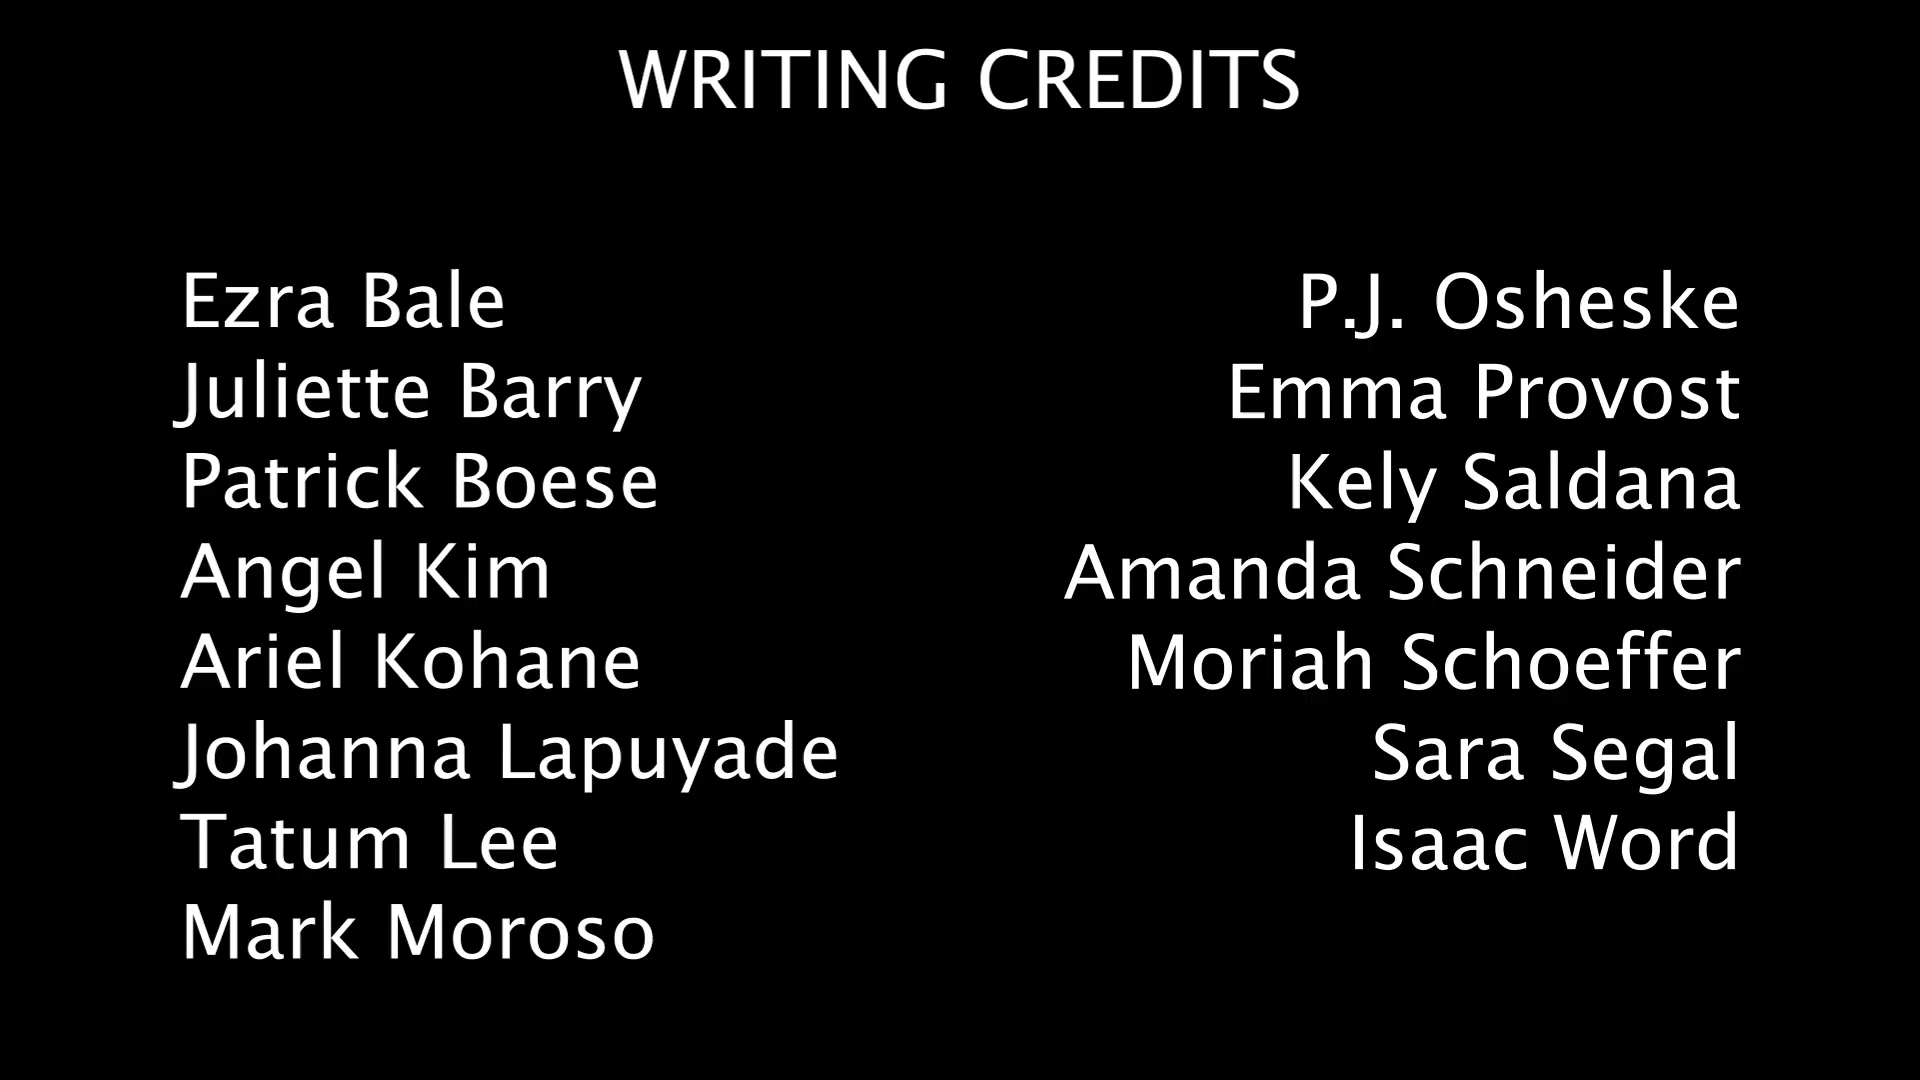 WRITING CREDITS
Ezra Bale
Juliette Barry
Patrick Boese
Angel Kim
Ariel Kohane
Johanna Lapuyade
Tatum Lee
Mark Moroso
P.J. Osheske
Emma Provost
Kely Saldana
Amanda Schneider
Moriah Schoeffer
Sara Segal
Isaac Word